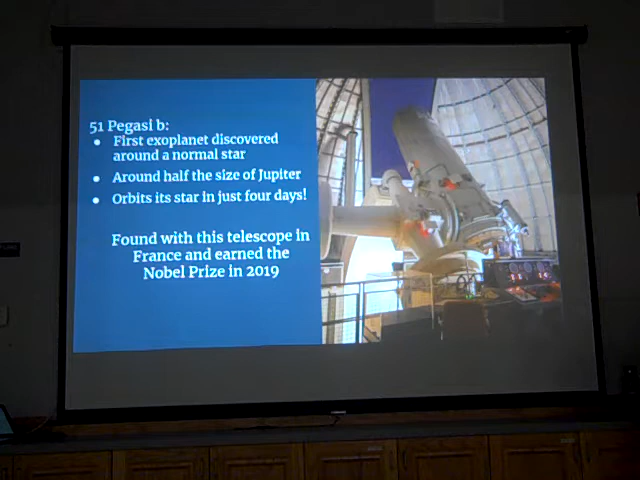 51 Pegasi b:
• First exoplanet discovered
around a normal star
• Around half the size of Jupiter
• Orbits its star in just four days!
Found with this telescope in
France and earned the
Nobel Prize in 2019